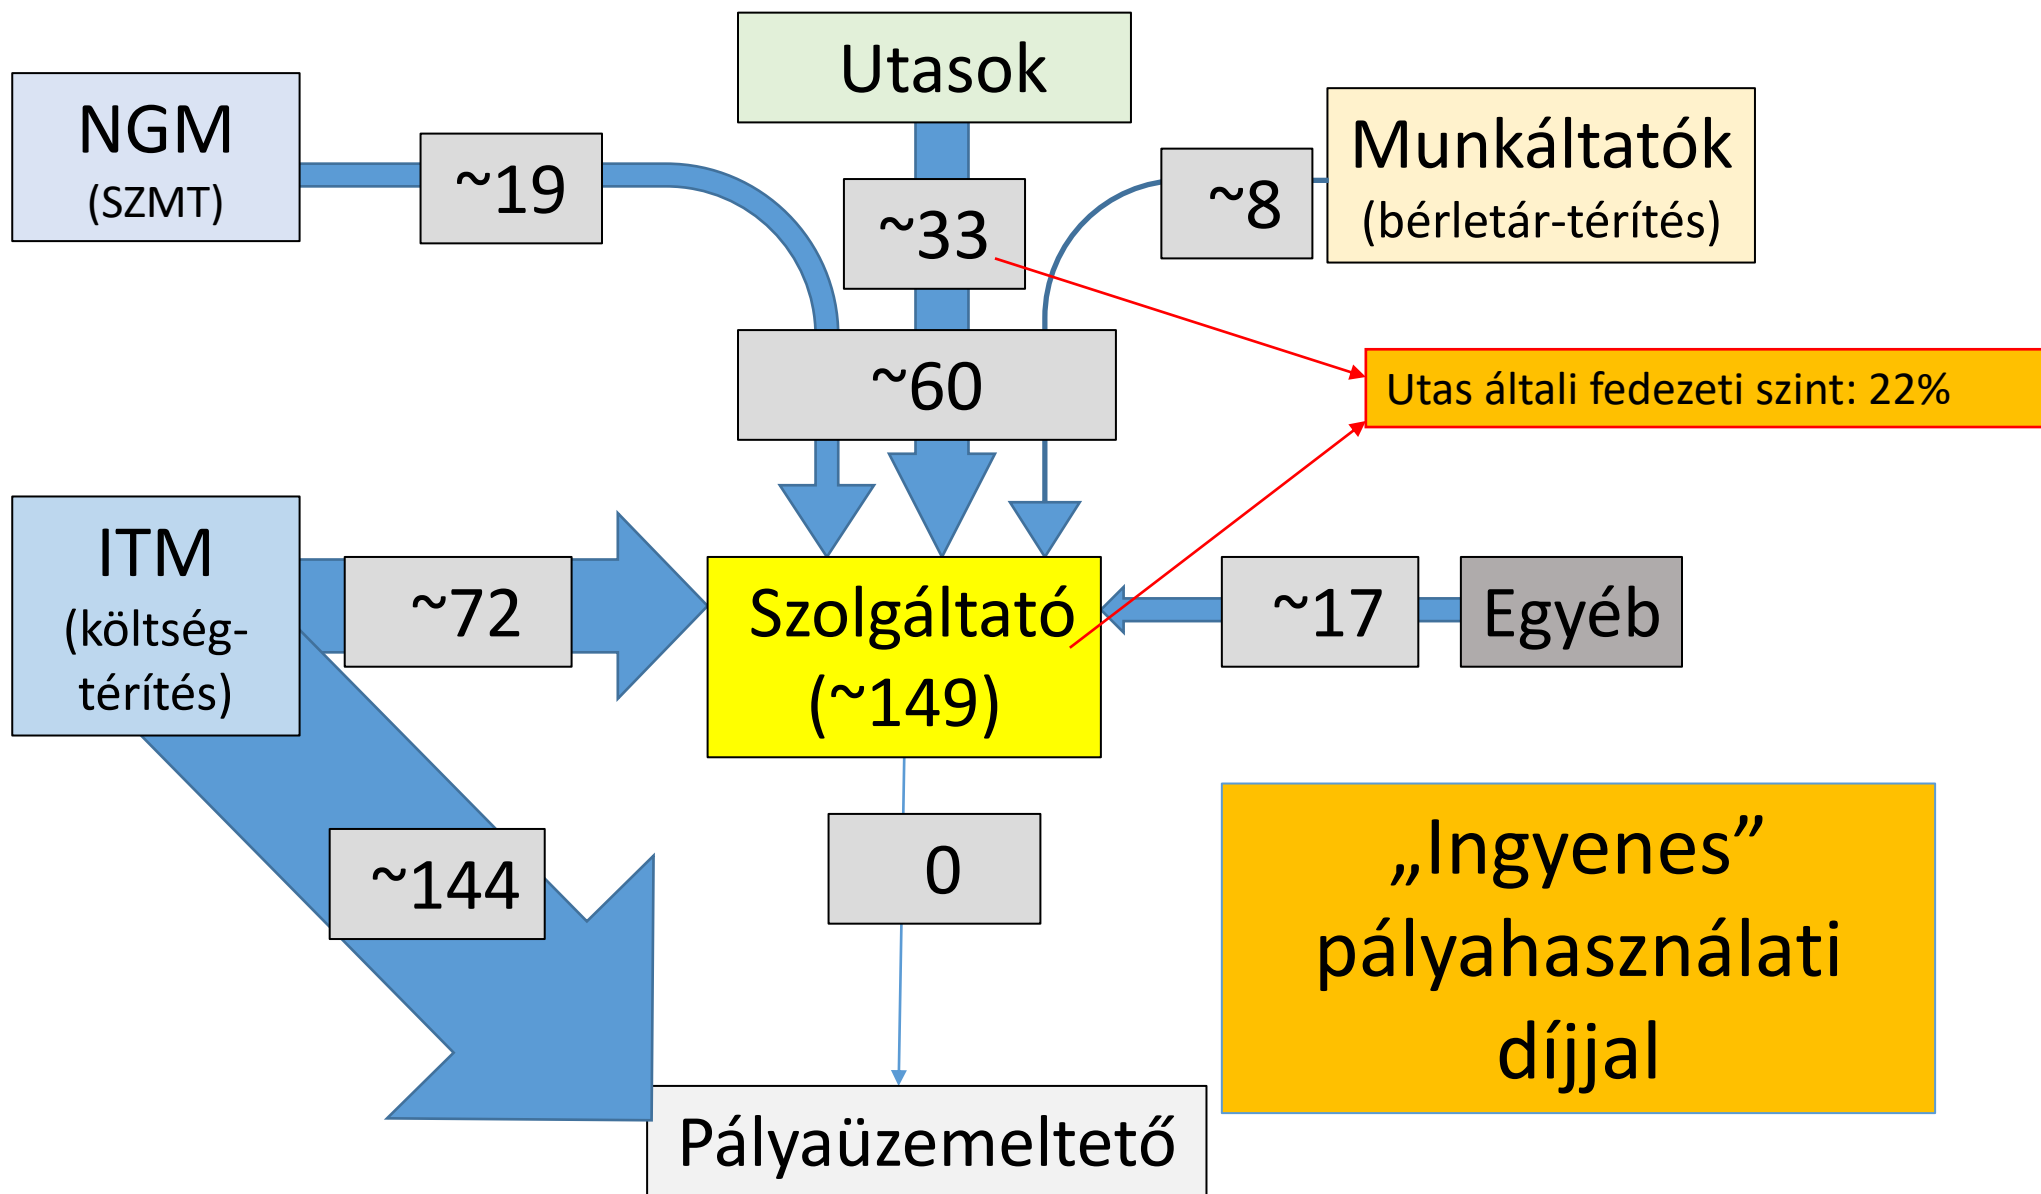 Utasok
NGM
(SZMT)
~19
~33
~8
Munkáltatók
(bérletár-térítés)
~60
Utas általi fedezeti szint: 22%
ITM
(költség-
térítés)
~72
Szolgáltató
(~149)
~17
Egyéb
~144
0
„Ingyenes”
pályahasználati
díjjal
Pályaüzemeltető